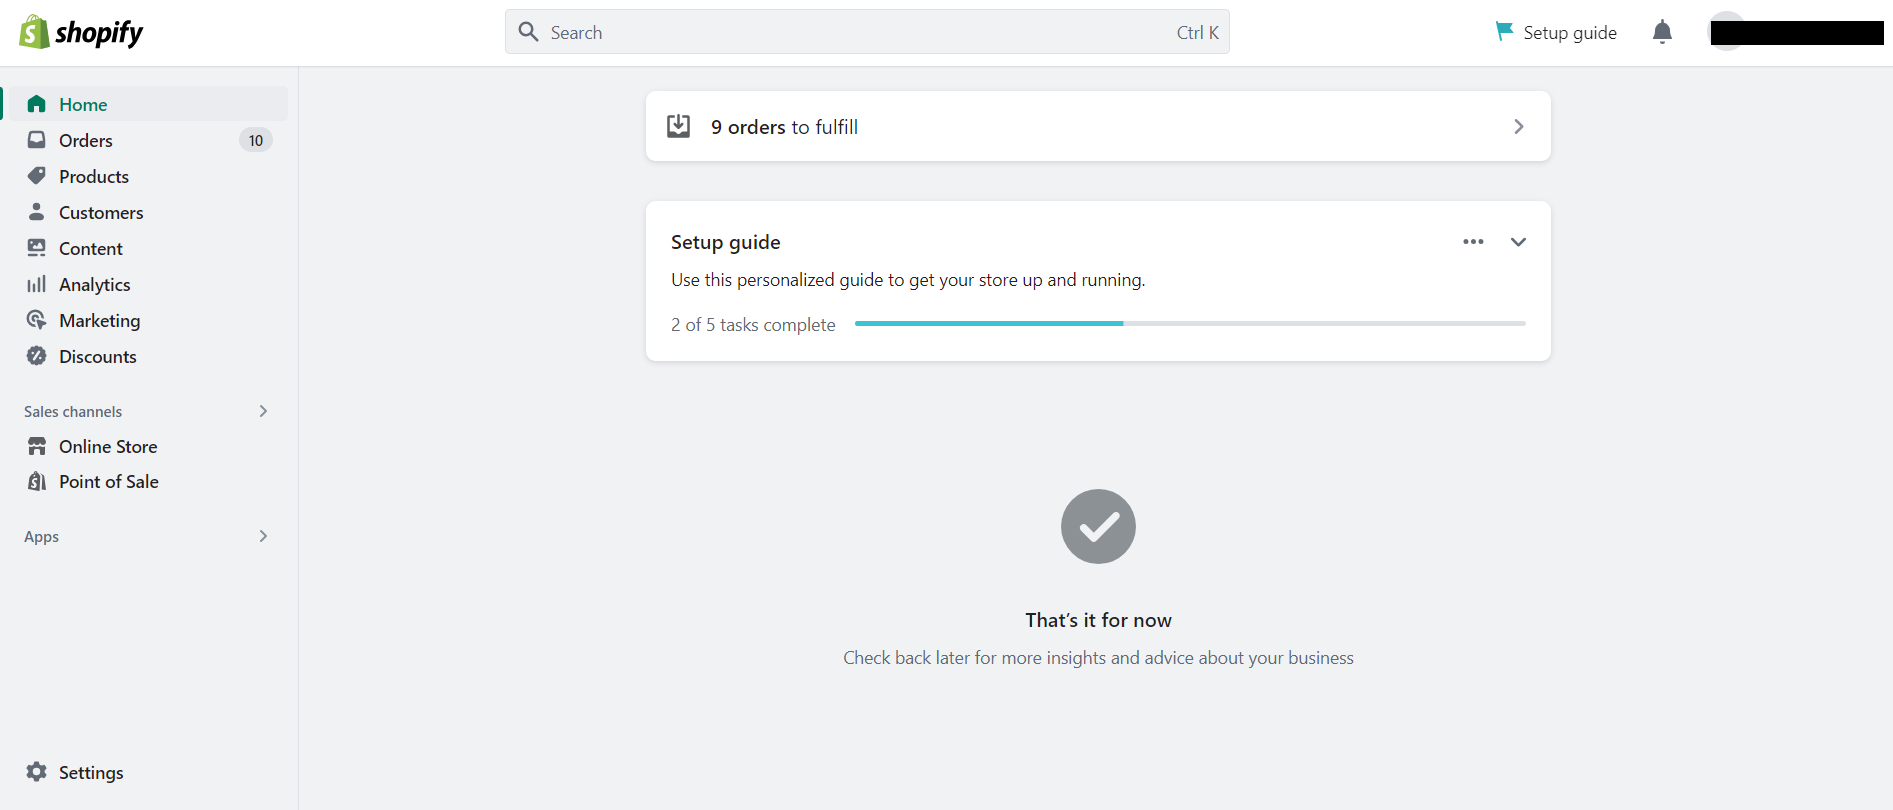 shopify
Search
Ctrl K
Setup guide
Home
Orders
10
Products
Customers
Content
Analytics
Marketing
Discounts
Sales channels
Online Store
Point of Sale
Apps
Settings
9 orders to fulfill
Setup guide
Use this personalized guide to get your store up and running.
2 of 5 tasks complete
That's it for now
Check back later for more insights and advice about your business